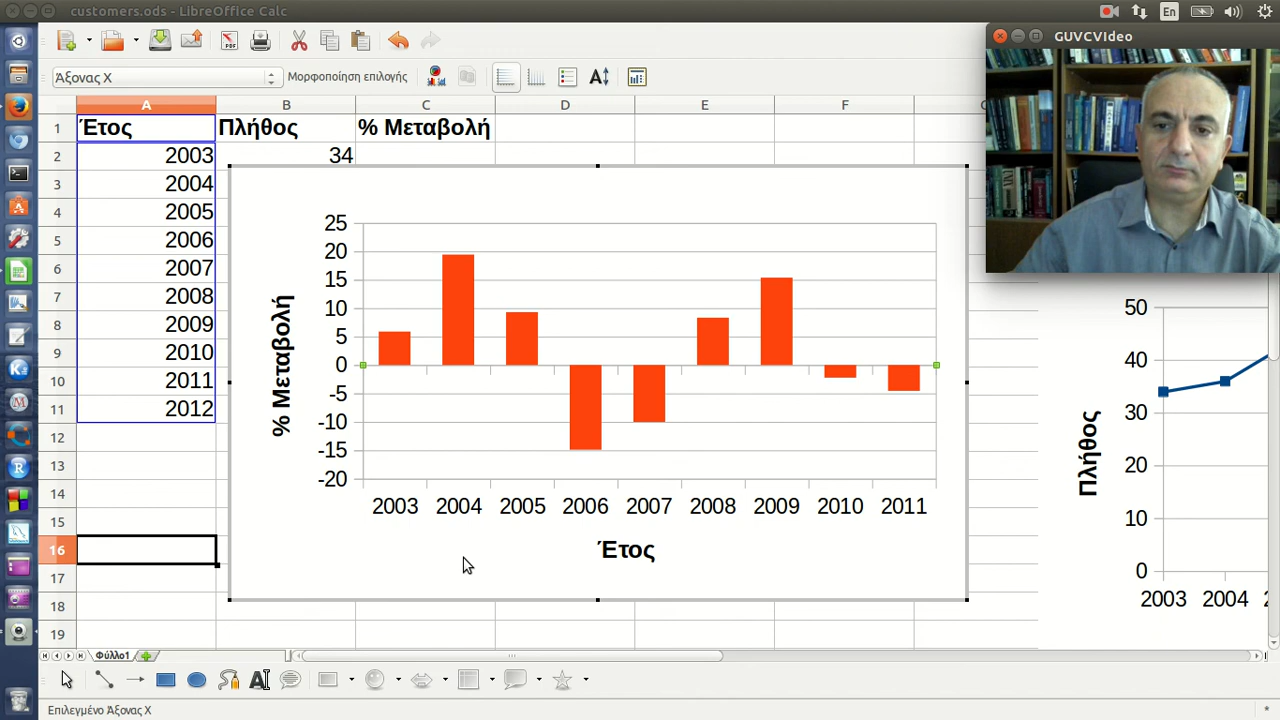 customers.ods - LibreOffice Calc
En
GUVCVIdeo
Άξονας X
Μορφοποίηση επιλογής
A B C D E F
1 Έτος Πλήθος % Μεταβολή
2 2003 34
3 2004
4 2005
5 2006
6 2007
7 2008
8 2009
9 2010
10 2011
11 2012
12
13
14
15
16
17
18
19
25
20
15
10
5
0
-5
-10
-15
-20
% Μεταβολή
2003 2004 2005 2006 2007 2008 2009 2010 2011
Έτος
50
40
30
20
10
0
Πλήθος
2003 2004
Φύλλο1
Επιλεγμένο Άξονας X